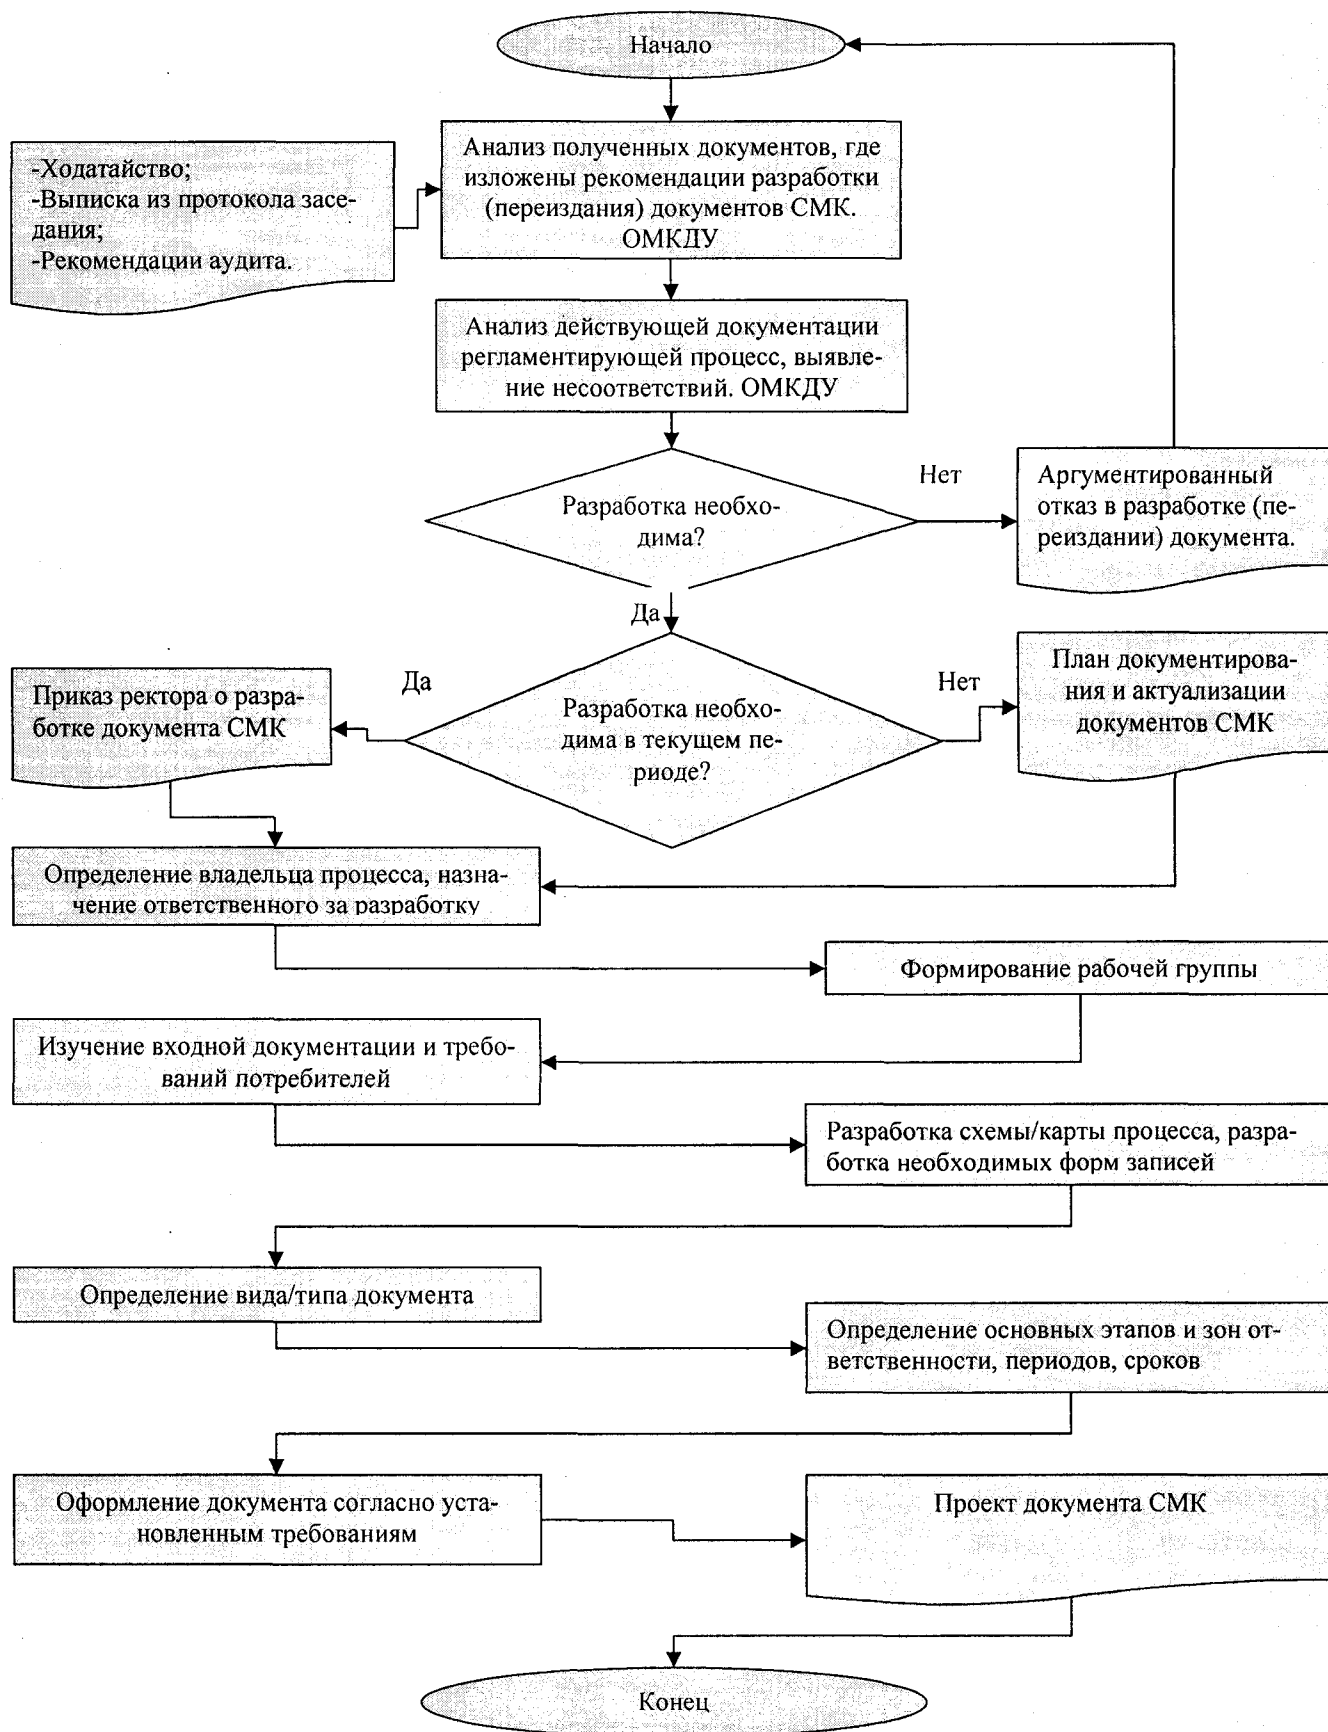 Начало
-Ходатайство;
-Выписка из протокола засе-
дания;
-Рекомендации аудита.
Анализ полученных документов, где
изложены рекомендации разработки
(переиздания) документов СМК.
ОМКДУ
Анализ действующей документации
регламентирующей процесс, выявле-
ние несоответствий. ОМКДУ
Разработка необхо-
дима?
Нет
Аргументированный
отказ в разработке (пе-
реиздании) документа.
Да
Приказ ректора о разра-
ботке документа СМК
Да
Разработка необхо-
дима в текущем пе-
риоде?
Нет
План документирова-
ния и актуализации
документов СМК
Определение владельца процесса, назна-
чение ответственного за разработку
Формирование рабочей группы
Изучение входной документации и требо-
ваний потребителей
Разработка схемы/карты процесса, разра-
ботка необходимых форм записей
Определение вида/типа документа
Определение основных этапов и зон от-
ветственности, периодов, сроков
Оформление документа согласно уста-
новленным требованиям
Проект документа СМК
Конец